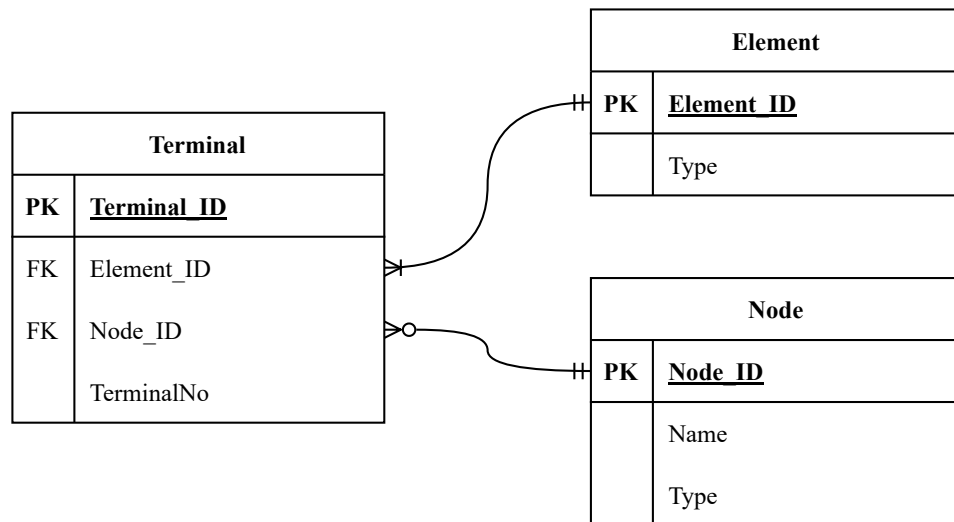 Element
PK Element_ID
Type
Terminal
PK Terminal_ID
FK Element_ID
FK Node_ID
TerminalNo
Node
PK Node_ID
Name
Type